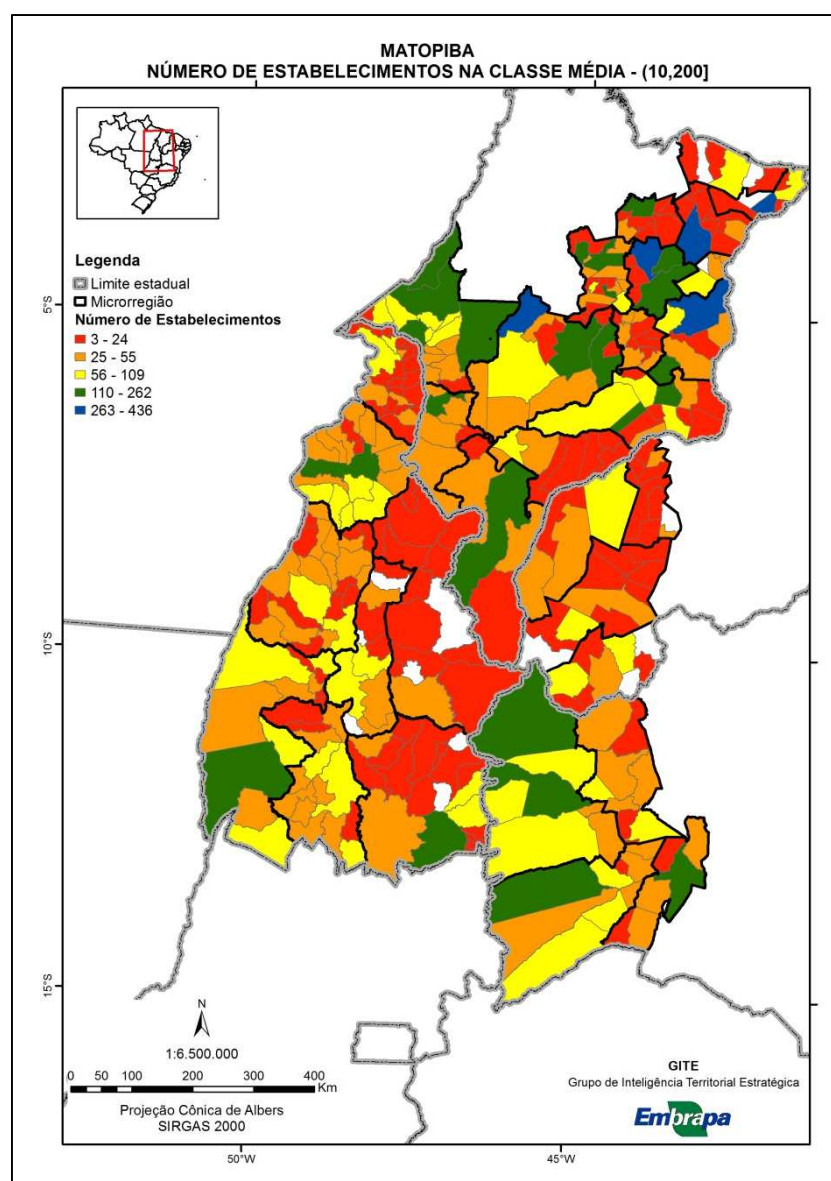 MATOPIBA
NÚMERO DE ESTABELECIMENTOS NA CLASSE MÉDIA - (10,200]
Legenda
Limite estadual
Microrregião
Número de Estabelecimentos
3 - 24
25 - 55
56 - 109
110 - 262
263 - 436
5°S
10°S
15°S
N
1:6.500.000
0 50 100 200 300 400
Km
Projeção Cônica de Albers
SIRGAS 2000
GITE
Grupo de Inteligência Territorial Estratégica
Embrapa
50°W
45°W